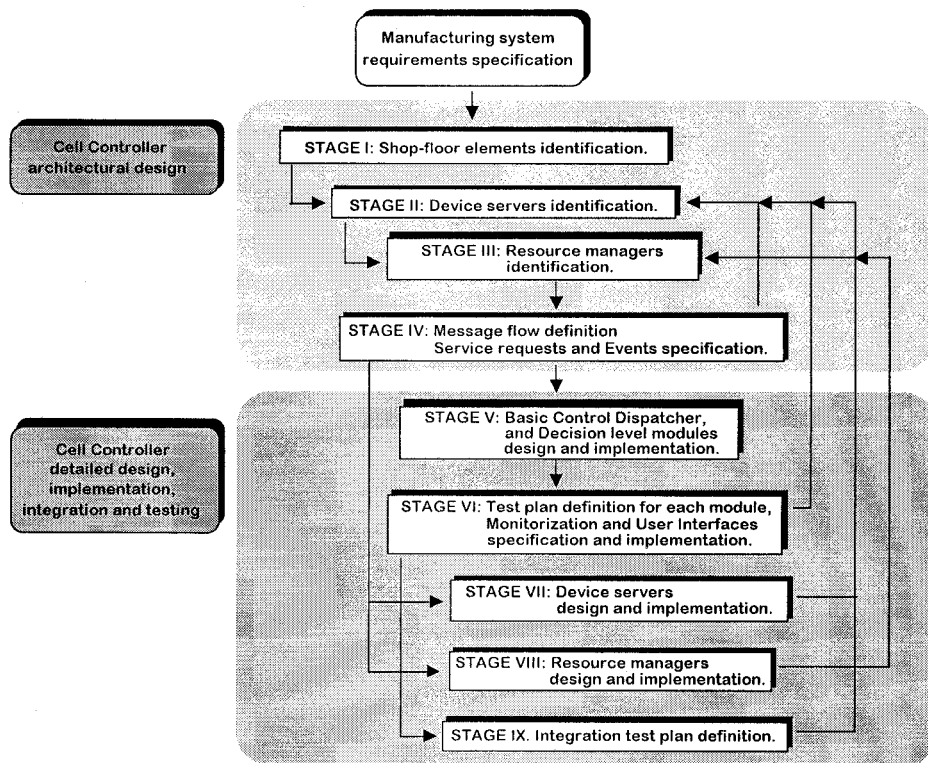 Manufacturing system
requirements specification
Cell Controller
architectural design
STAGE I: Shop-floor elements identification.
STAGE II: Device servers identification.
STAGE III: Resource managers
identification.
STAGE IV: Message flow definition
Service requests and Events specification.
Cell Controller
detailed design,
implementation,
integration and testing
STAGE V: Basic Control Dispatcher,
and Decision level modules
design and implementation.
STAGE VI: Test plan definition for each module,
Monitorization and User Interfaces
specification and implementation.
STAGE VII: Device servers
design and implementation.
STAGE VIII: Resource managers
design and implementation.
STAGE IX. Integration test plan definition.